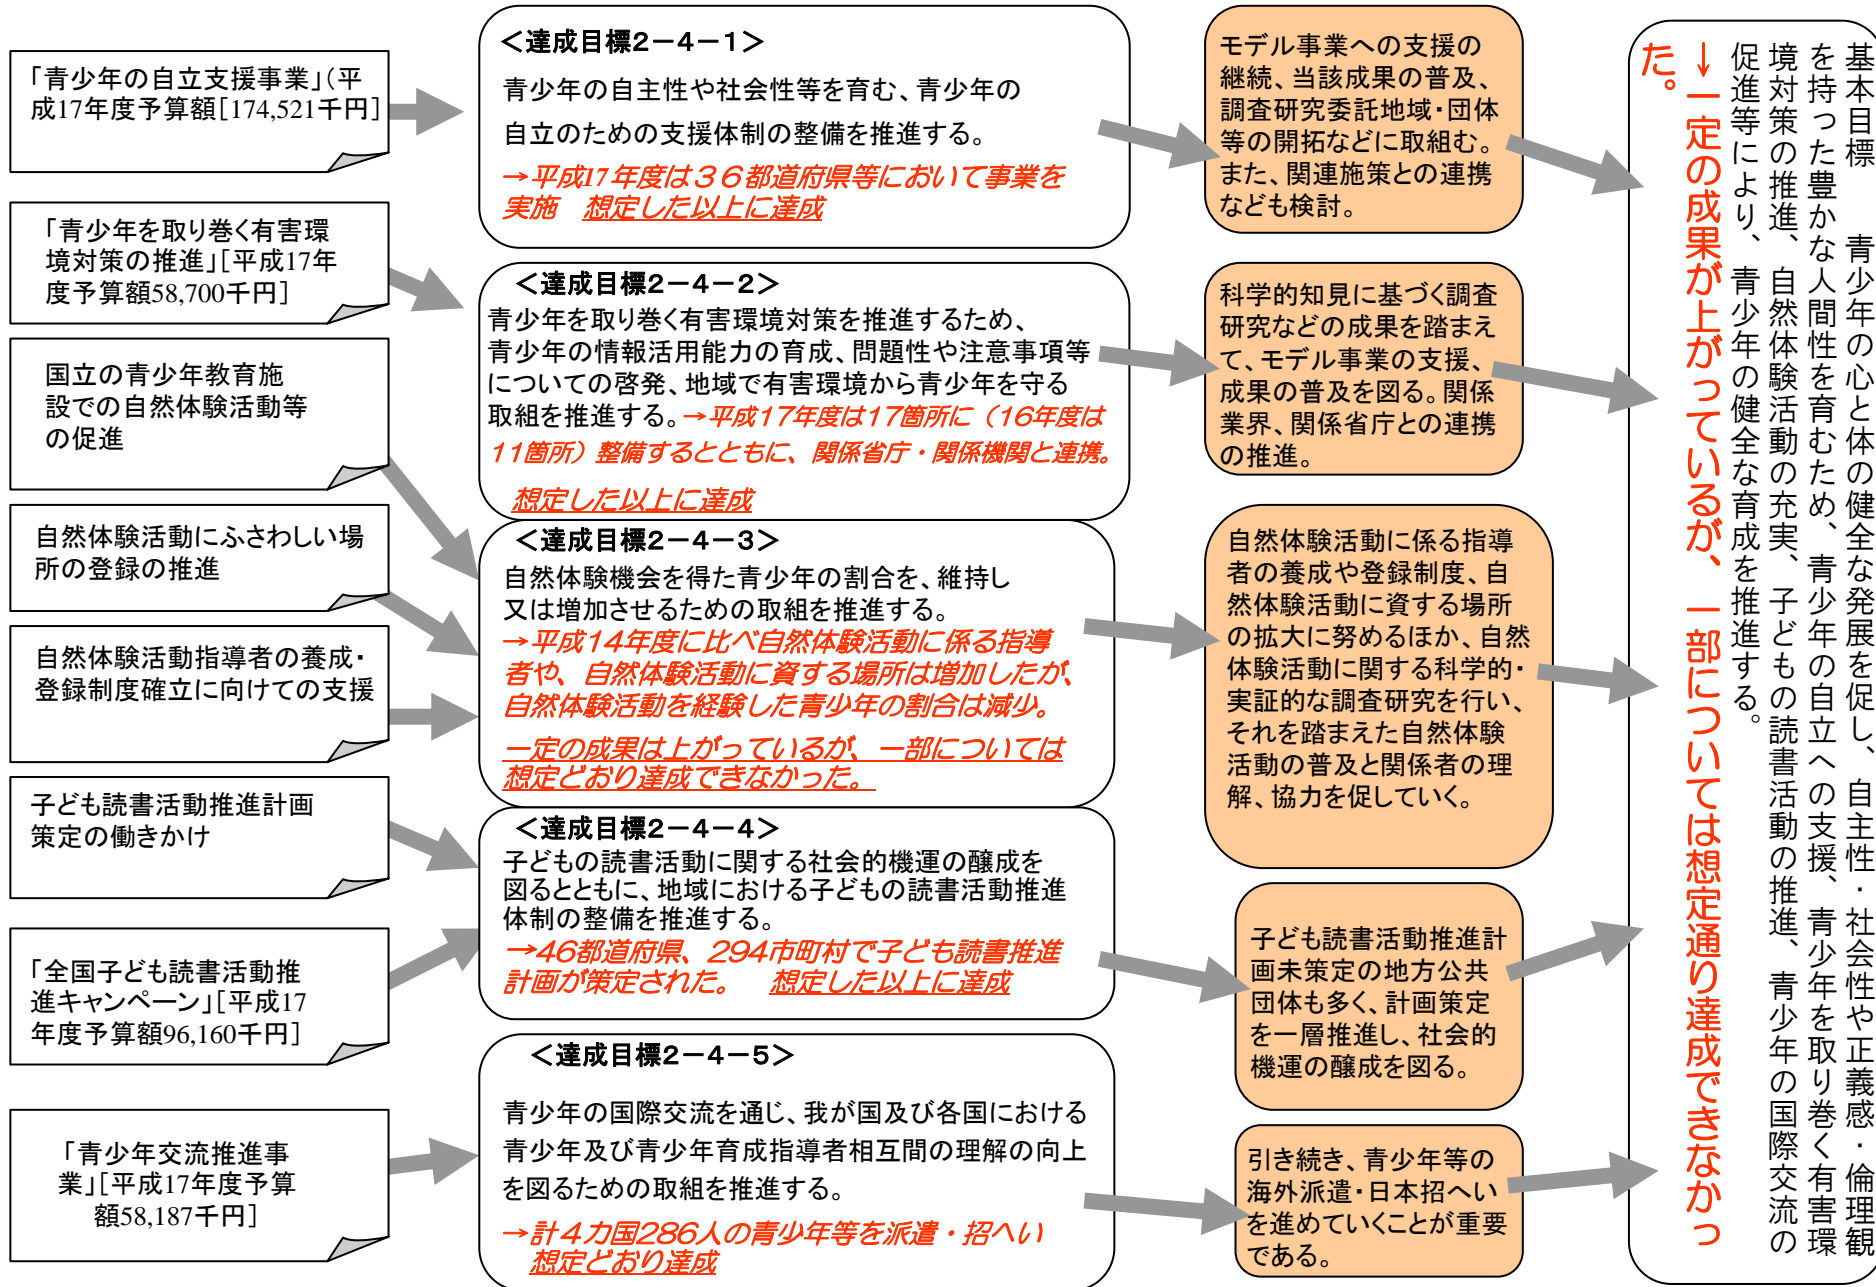 「青少年の自立支援事業」(平
成17年度予算額[174,521千円]
「青少年を取り巻く有害環
境対策の推進」[平成17年
度予算額58,700千円]
国立の青少年教育施
設での自然体験活動等
の促進
自然体験活動にふさわしい場
所の登録の推進
自然体験活動指導者の養成・
登録制度確立に向けての支援
子ども読書活動推進計画
策定の働きかけ
「全国子ども読書活動推
進キャンペーン」[平成17
年度予算額96,160千円]
「青少年交流推進事
業」[平成17年度予算
額58,187千円]
<達成目標2-4-1>
青少年の自主性や社会性等を育む、青少年の
自立のための支援体制の整備を推進する。
→平成17年度は36都道府県等において事業を
実施 想定した以上に達成
<達成目標2-4-2>
青少年を取り巻く有害環境対策を推進するため、
青少年の情報活用能力の育成、問題性や注意事項等
についての啓発、地域で有害環境から青少年を守る
取組を推進する。→平成17年度は17箇所に(16年度は
11箇所)整備するとともに、関係省庁・関係機関と連携。
想定した以上に達成
<達成目標2-4-3>
自然体験機会を得た青少年の割合を、維持し
又は増加させるための取組を推進する。
→平成14年度に比べ自然体験活動に係る指導
者や、自然体験活動に資する場所は増加したが、
自然体験活動を経験した青少年の割合は減少。
一定の成果は上がっているが、一部については
想定どおり達成できなかった。
<達成目標2-4-4>
子どもの読書活動に関する社会的機運の醸成を
図るとともに、地域における子どもの読書活動推進
体制の整備を推進する。
→46都道府県、294市町村で子ども読書推進
計画が策定された。 想定した以上に達成
<達成目標2-4-5>
青少年の国際交流を通じ、我が国及び各国における
青少年及び青少年育成指導者相互間の理解の向上
を図るための取組を推進する。
→計4カ国286人の青少年等を派遣・招へい
想定どおり達成
モデル事業への支援の
継続、当該成果の普及、
調査研究委託地域・団体
等の開拓などに取組む。
また、関連施策との連携
なども検討。
科学的知見に基づく調査
研究などの成果を踏まえ
て、モデル事業の支援、
成果の普及を図る。関係
業界、関係省庁との連携
の推進。
自然体験活動に係る指導
者の養成や登録制度、自
然体験活動に資する場所
の拡大に努めるほか、自然
体験活動に関する科学的・
実証的な調査研究を行い、
それを踏まえた自然体験
活動の普及と関係者の理
解、協力を促していく。
子ども読書活動推進計
画未策定の地方公共
団体も多く、計画策定
を一層推進し、社会的
機運の醸成を図る。
引き続き、青少年等の
海外派遣・日本招へい
を進めていくことが重要
である。
基本目標 青少年の心と体の健全な発展を促し、自主性・社会性や正義感・倫理観
を持った豊かな人間性を育むため、青少年の自立への支援、青少年を取り巻く有害環
境対策の推進、自然体験活動の充実、子どもの読書活動の推進、青少年の国際交流の
促進等により、青少年の健全な育成を推進する。
→一定の成果が上がっているが、一部については想定通り達成できなかっ
た。